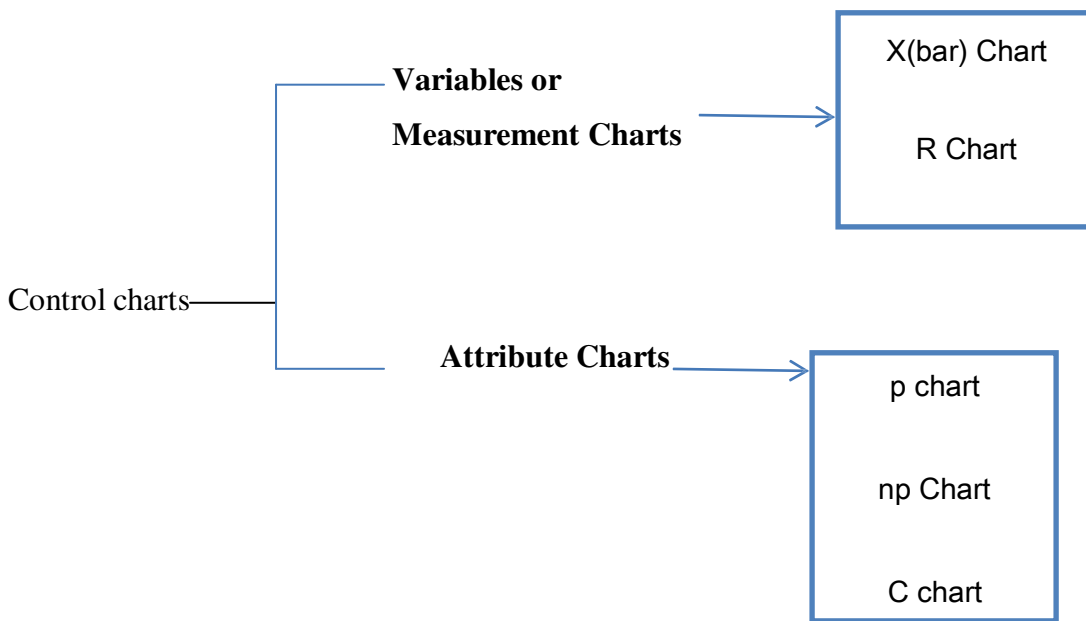 X(bar) Chart
Variables or
Measurement Charts
R Chart
Control charts
Attribute Charts
p chart
np Chart
C chart